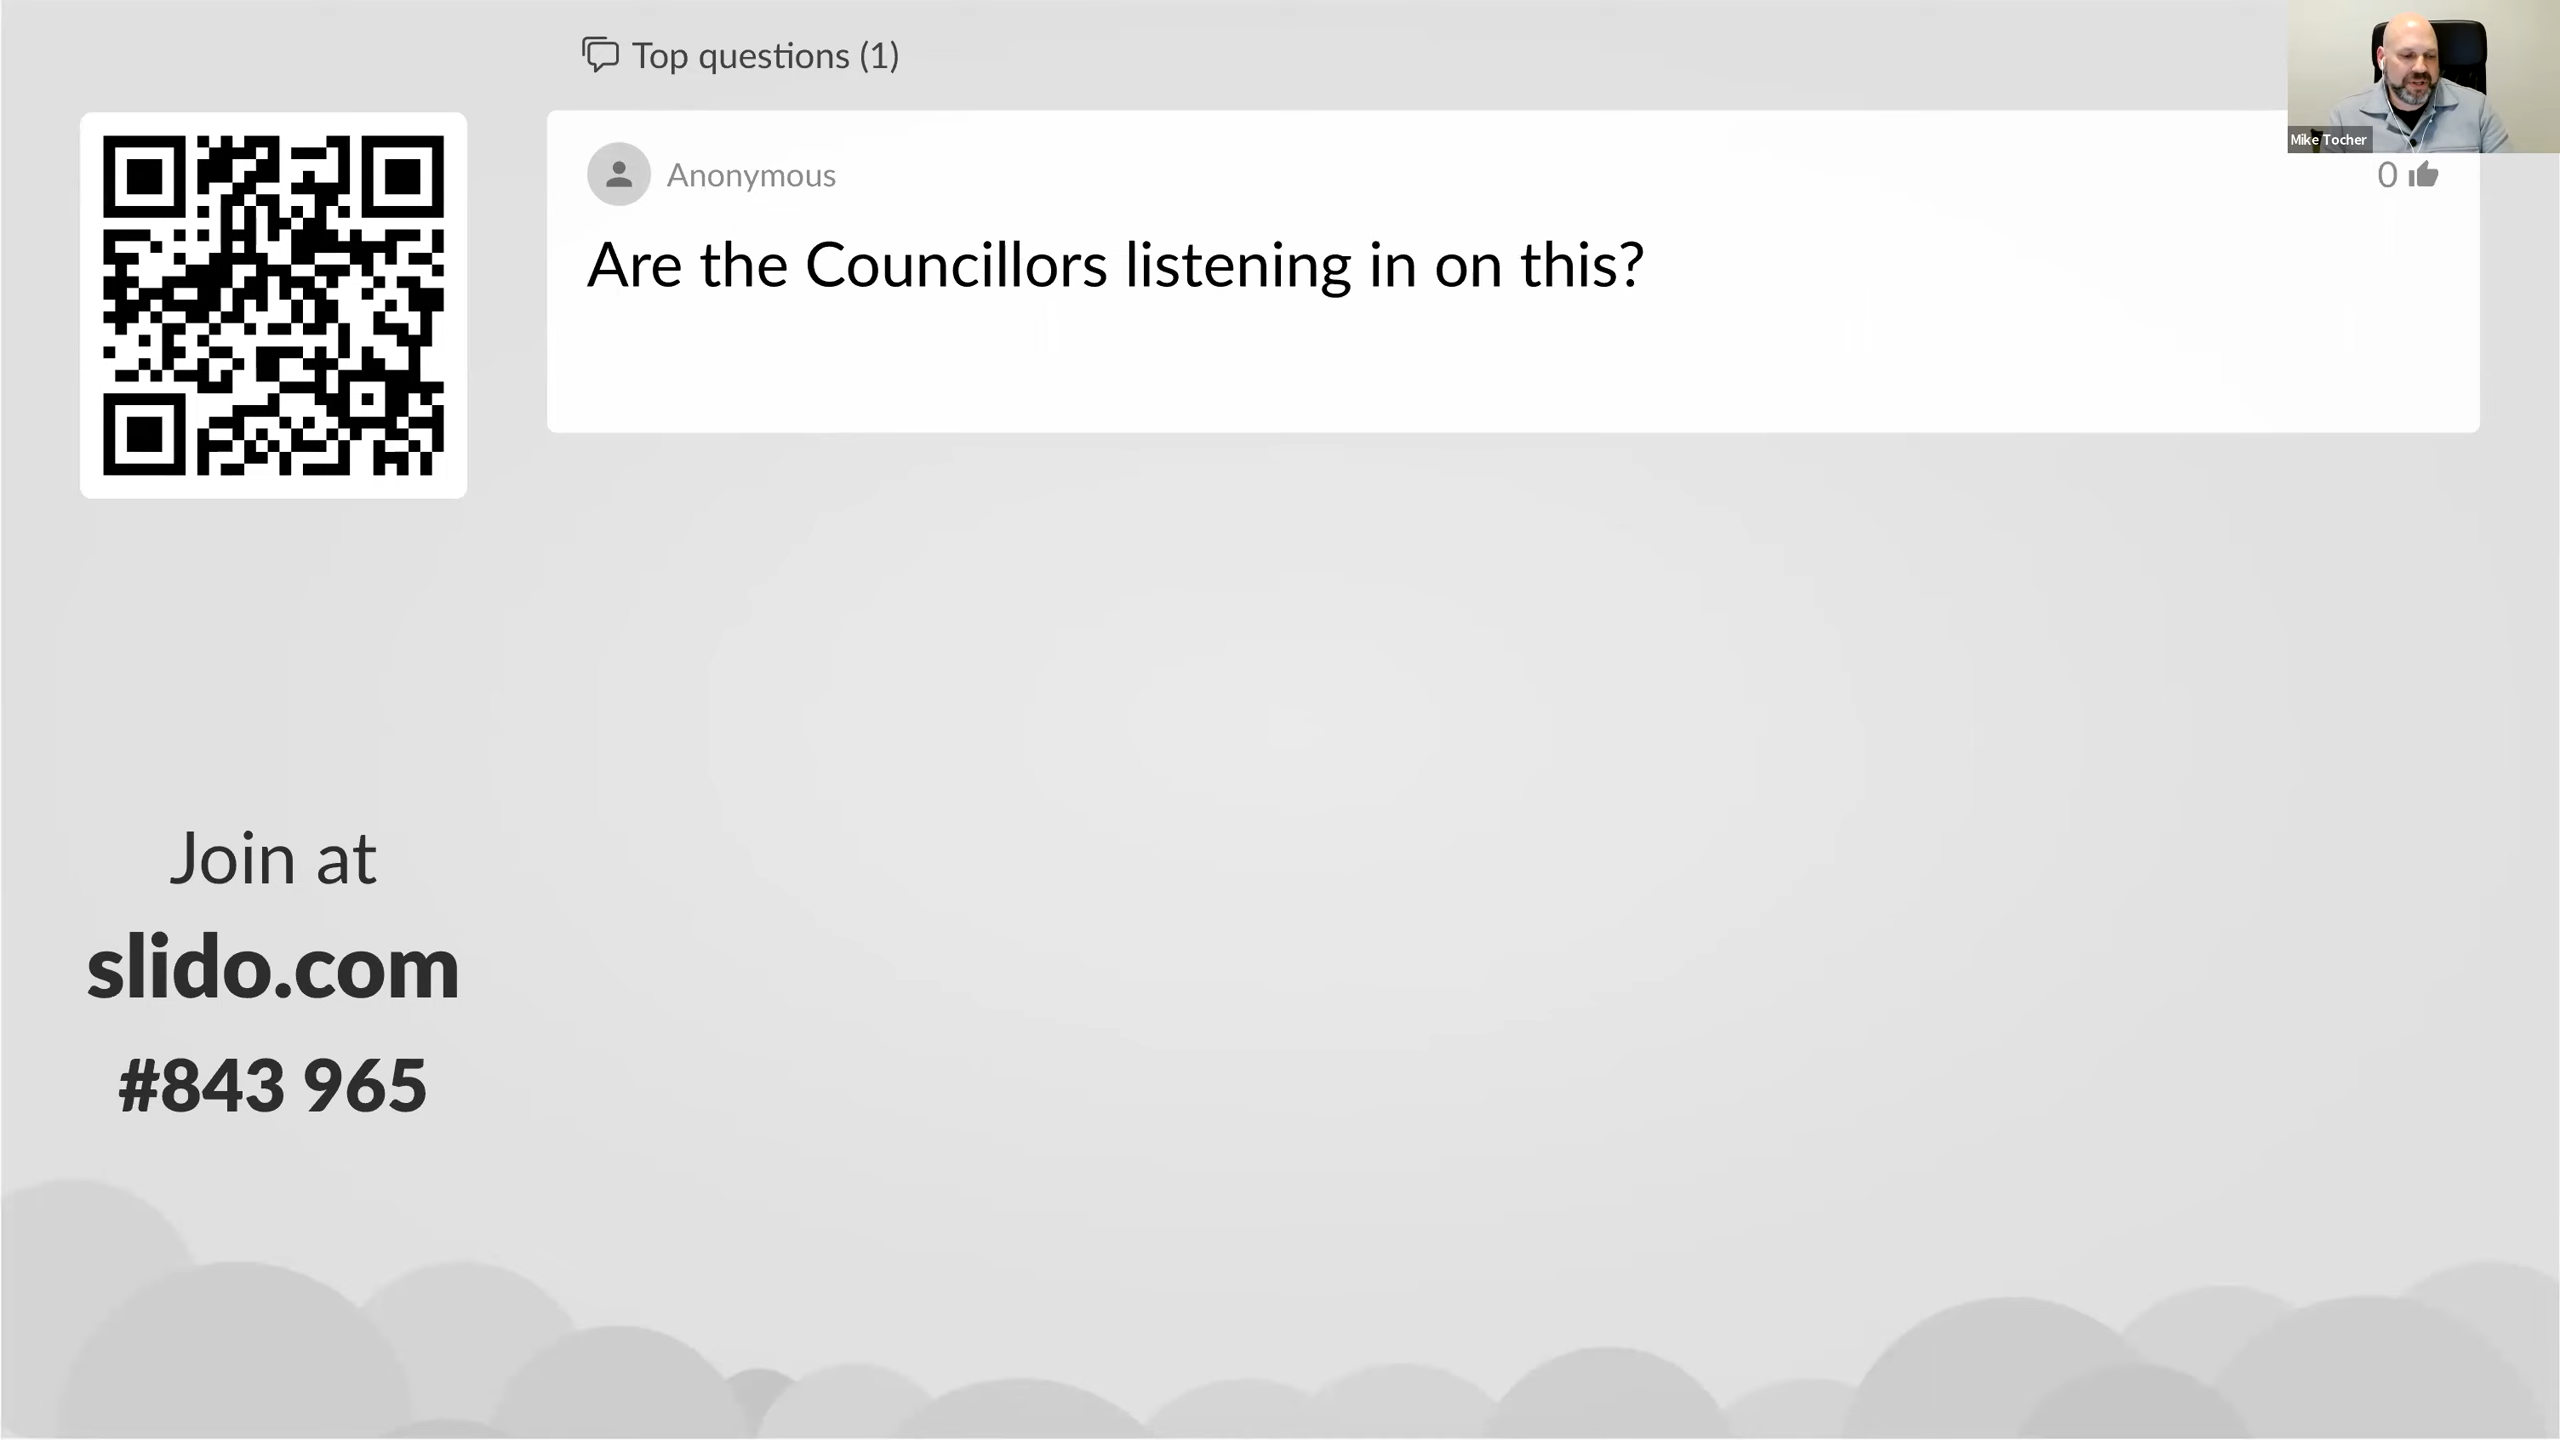 Top questions (1)
Mike Tocher
Anonymous
0
Are the Councillors listening in on this?
Join at
slido.com
#843 965